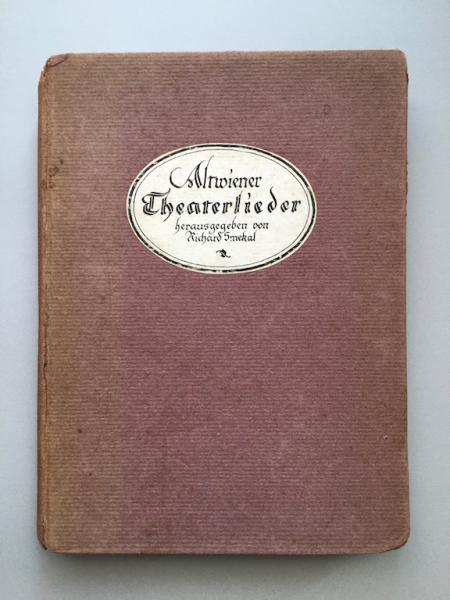 Altwiener
Theaterlieder
herausgegeben von
Richard Smekal